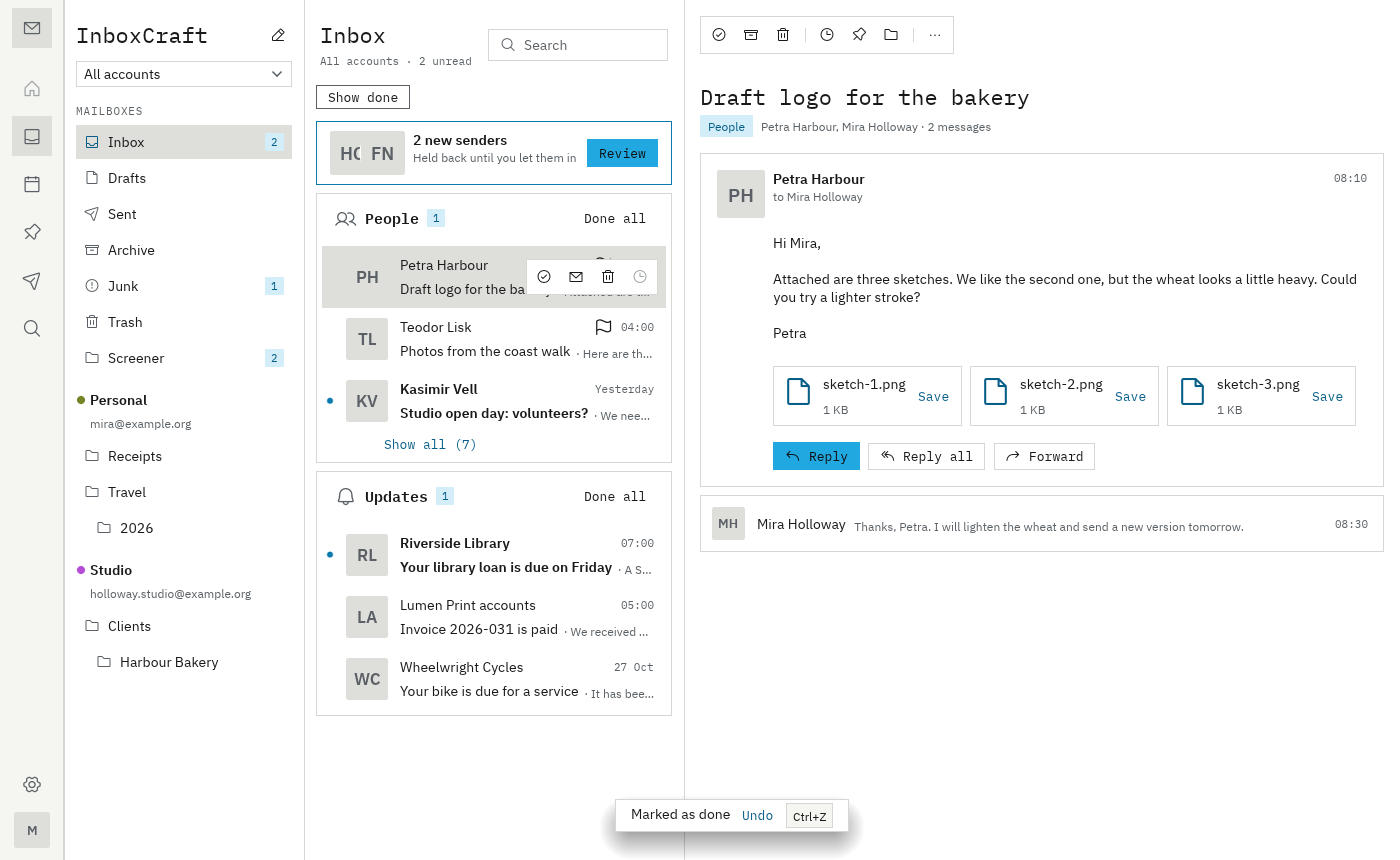 InboxCraft
All accounts
MAILBOXES
Inbox 2
Drafts
Sent
Archive
Junk 1
Trash
Screener 2
Personal
mira@example.org
Receipts
Travel
2026
Studio
holloway.studio@example.org
Clients
Harbour Bakery
M
Inbox
All accounts · 2 unread
Search
Show done
FN
2 new senders
Held back until you let them in
Review
People 1
Done all
PH
Petra Harbour
Draft logo for the
TL
Teodor Lisk
04:00
Photos from the coast walk · Here are th…
KV
Kasimir Vell
Yesterday
Studio open day: volunteers? · We nee…
Show all (7)
Updates 1
Done all
RL
Riverside Library
07:00
Your library loan is due on Friday · A S…
LA
Lumen Print accounts
05:00
Invoice 2026-031 is paid · We received …
WC
Wheelwright Cycles
27 Oct
Your bike is due for a service · It has bee…
Draft logo for the bakery
People Petra Harbour, Mira Holloway · 2 messages
PH
Petra Harbour
08:10
to Mira Holloway
Hi Mira,
Attached are three sketches. We like the second one, but the wheat looks a little heavy. Could
you try a lighter stroke?
Petra
sketch-1.png
1 KB
Save
sketch-2.png
1 KB
Save
sketch-3.png
1 KB
Save
Reply
Reply all
Forward
MH
Mira Holloway Thanks, Petra. I will lighten the wheat and send a new version tomorrow.
08:30
Marked as done Undo Ctrl+Z